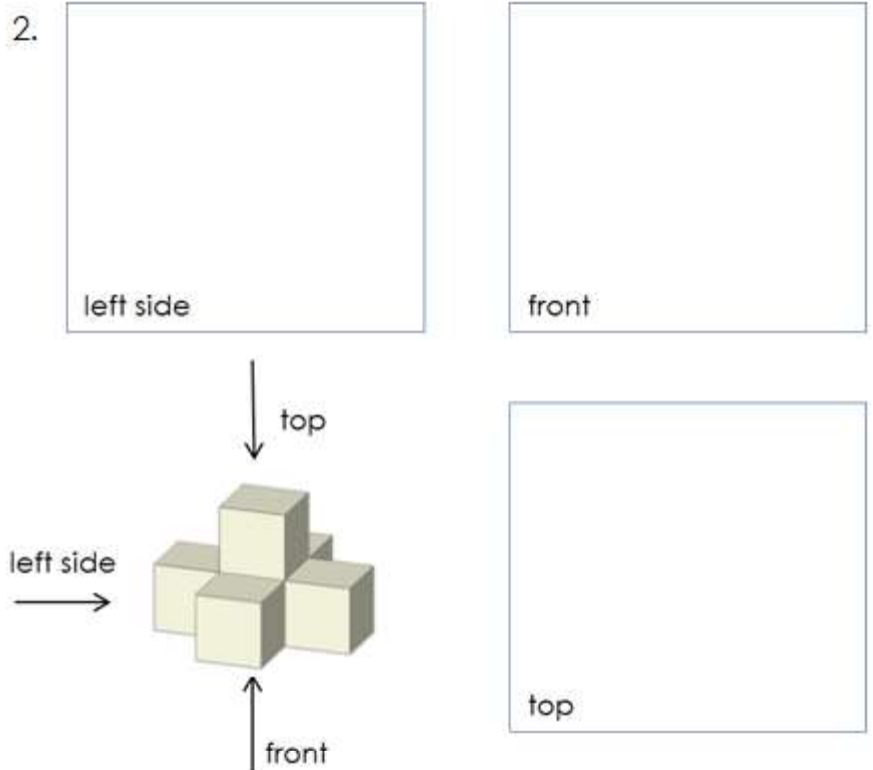 2.
left side
front
top
left side
front
top